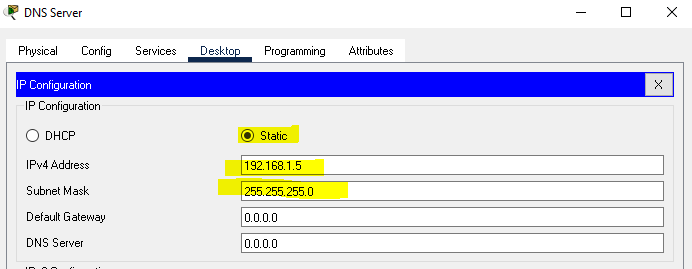 DNS Server
Physical Config Services Desktop Programming Attributes
IP Configuration X
IP Configuration
DHCP Static
IPv4 Address 192.168.1.5
Subnet Mask 255.255.255.0
Default Gateway 0.0.0.0
DNS Server 0.0.0.0